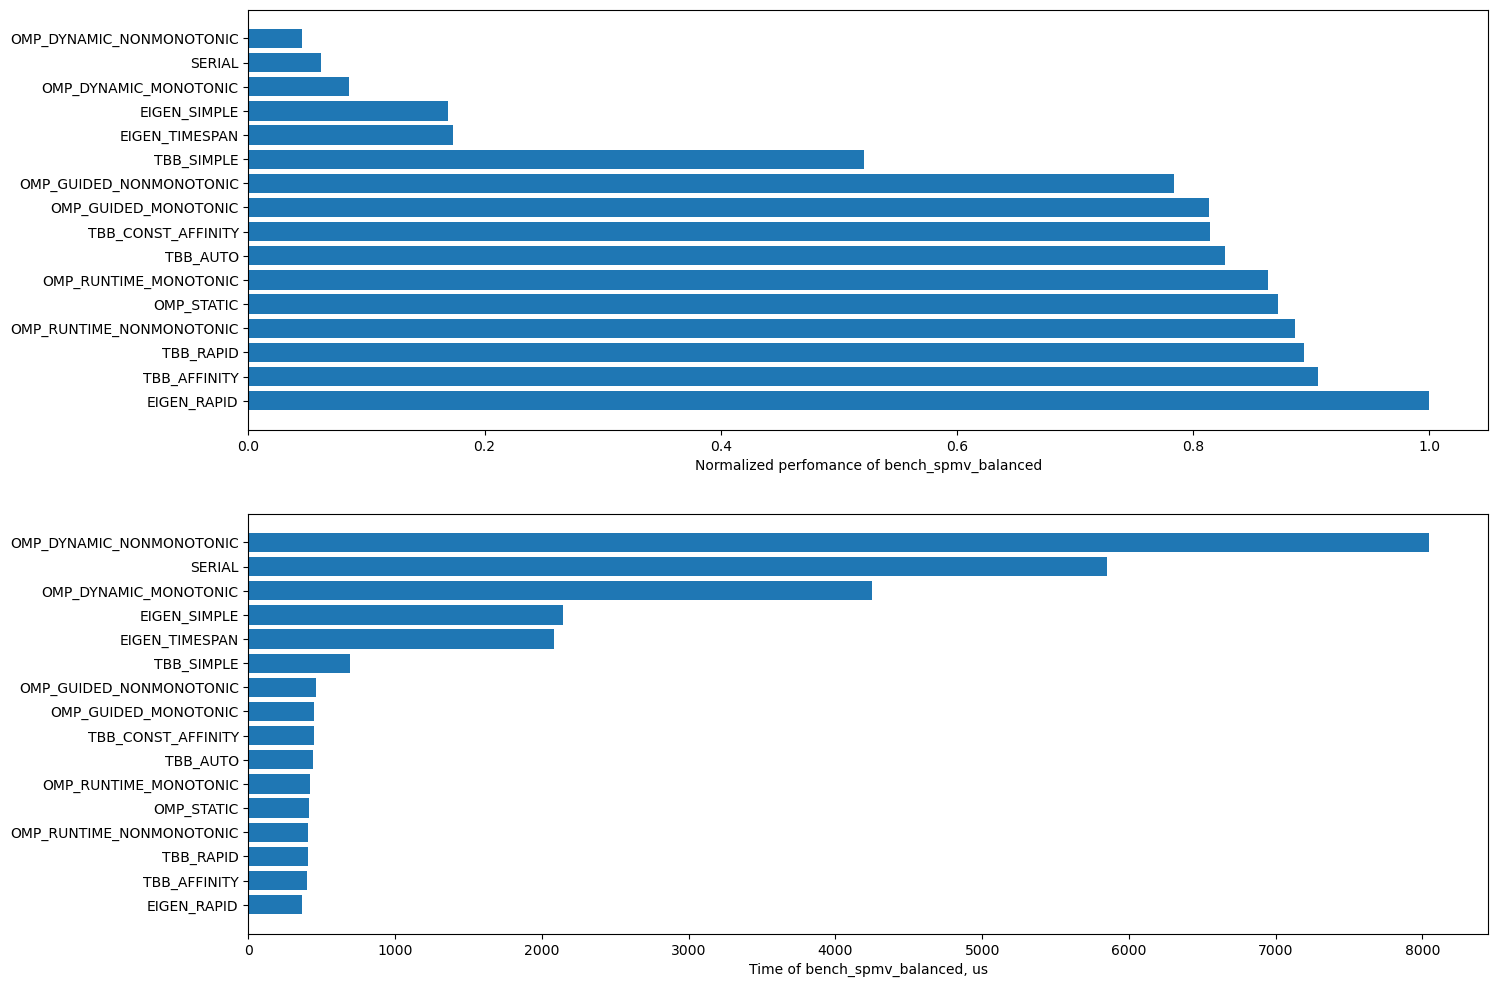 OMP_DYNAMIC_NONMONOTONIC
SERIAL
OMP_DYNAMIC_MONOTONIC
EIGEN_SIMPLE
EIGEN_TIMESPAN
TBB_SIMPLE
OMP_GUIDED_NONMONOTONIC
OMP_GUIDED_MONOTONIC
TBB_CONST_AFFINITY
TBB_AUTO
OMP_RUNTIME_MONOTONIC
OMP_STATIC
OMP_RUNTIME_NONMONOTONIC
TBB_RAPID
TBB_AFFINITY
EIGEN_RAPID
0.0 0.2 0.4 0.6 0.8 1.0
Normalized perfomance of bench_spmv_balanced
OMP_DYNAMIC_NONMONOTONIC
SERIAL
OMP_DYNAMIC_MONOTONIC
EIGEN_SIMPLE
EIGEN_TIMESPAN
TBB_SIMPLE
OMP_GUIDED_NONMONOTONIC
OMP_GUIDED_MONOTONIC
TBB_CONST_AFFINITY
TBB_AUTO
OMP_RUNTIME_MONOTONIC
OMP_STATIC
OMP_RUNTIME_NONMONOTONIC
TBB_RAPID
TBB_AFFINITY
EIGEN_RAPID
0 1000 2000 3000 4000 5000 6000 7000 8000
Time of bench_spmv_balanced, us